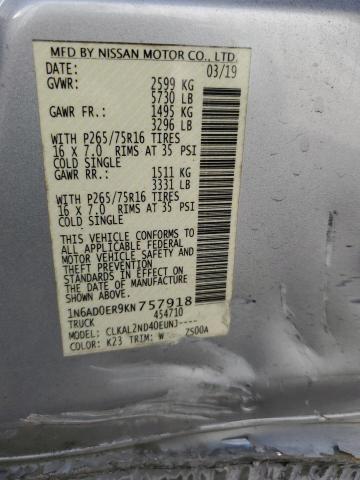 MFD BY NISSAN MOTOR CO., LTD.
DATE: 03/19
GVWR: 2599 KG
5730 LB
GAWR FR.: 1495 KG
3296 LB
WITH P265/75R16 TIRES
16 X 7.0 RIMS AT 35 PSI
COLD SINGLE
GAWR RR.: 1511 KG
3331 LB
WITH P265/75R16 TIRES
16 X 7.0 RIMS AT 35 PSI
COLD SINGLE
THIS VEHICLE CONFORMS TO
ALL APPLICABLE FEDERAL
MOTOR VEHICLE SAFETY
AND THEFT PREVENTION
STANDARDS IN EFFECT ON
THE DATE OF MANUFACTURE
SHOWN ABOVE.
1N6AD0ER9KN757918
TRUCK 454710
MODEL: CLKAL2ND40EUNJ----
COLOR: K23 TRIM: W Z500A